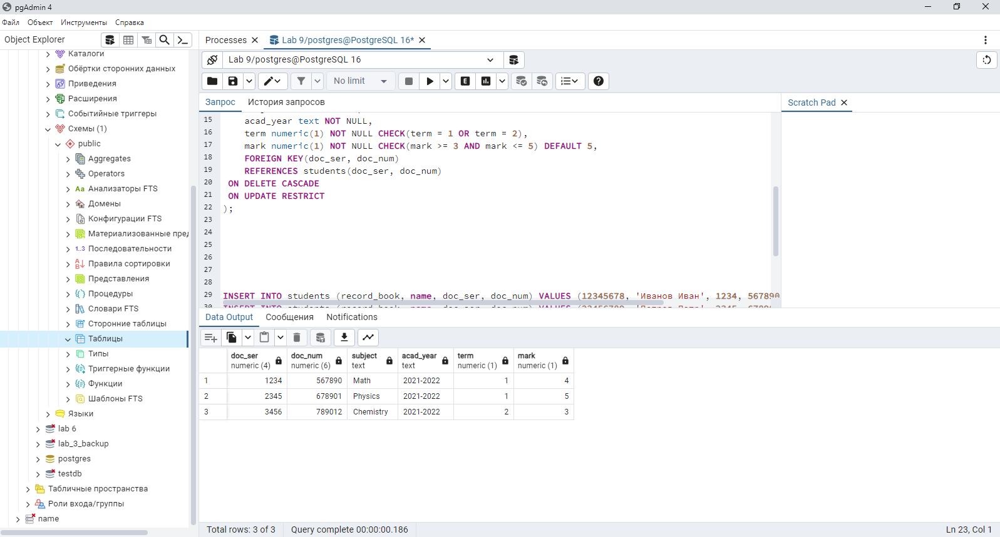 pgAdmin 4
Файл Объект Инструменты Справка
Object Explorer
Каталоги
Обёртки сторонних данных
Приведения
Расширения
Событийные триггеры
Схемы (1)
public
Aggregates
Operators
Aa Анализаторы FTS
Домены
Конфигурации FTS
Материализованные пред
1..3 Последовательности
Правила сортировки
Представления
Процедуры
Словари FTS
Сторонние таблицы
Таблицы
Типы
Триггерные функции
Функции
Шаблоны FTS
Языки
lab 6
lab_3_backup
postgres
testdb
Табличные пространства
Роли входа/группы
name
Processes Lab 9/postgres@PostgreSQL 16*
Lab 9/postgres@PostgreSQL 16
No limit E
Запрос История запросов
Scratch Pad
15 acad_year text NOT NULL,
16 term numeric(1) NOT NULL CHECK(term = 1 OR term = 2),
17 mark numeric(1) NOT NULL CHECK(mark >= 3 AND mark <= 5) DEFAULT 5,
18 FOREIGN KEY(doc_ser, doc_num)
19 REFERENCES students(doc_ser, doc_num)
20 ON DELETE CASCADE
21 ON UPDATE RESTRICT
22 );
23
24
25
26
27
28
29 INSERT INTO students (record_book, name, doc_ser, doc_num) VALUES (12345678, 'Иванов Иван', 1234, 567890
Data Output Сообщения Notifications
doc_ser numeric (4) doc_num numeric (6) subject text acad_year text term numeric (1) mark numeric (1)
1 1234 567890 Math 2021-2022 1 4
2 2345 678901 Physics 2021-2022 1 5
3 3456 789012 Chemistry 2021-2022 2 3
Total rows: 3 of 3 Query complete 00:00:00.186 Ln 23, Col 1